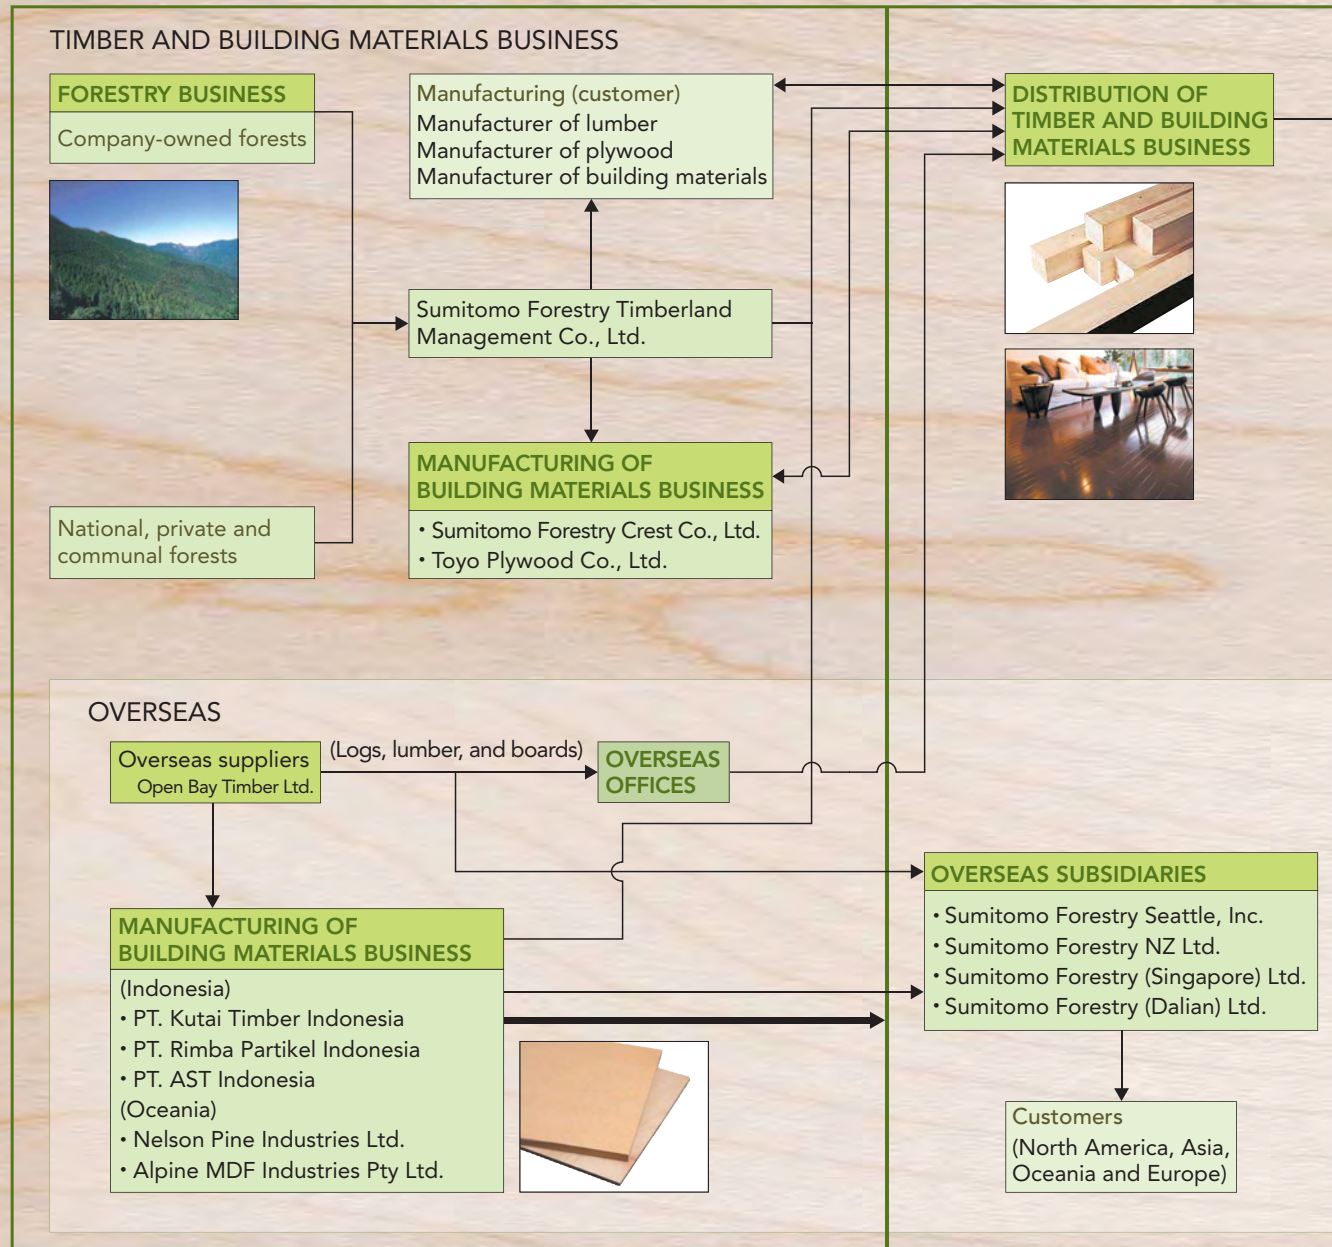 TIMBER AND BUILDING MATERIALS BUSINESS
FORESTRY BUSINESS
Company-owned forests
Manufacturing (customer)
Manufacturer of lumber
Manufacturer of plywood
Manufacturer of building materials
DISTRIBUTION OF
TIMBER AND BUILDING
MATERIALS BUSINESS
Sumitomo Forestry Timberland
Management Co., Ltd.
MANUFACTURING OF
BUILDING MATERIALS BUSINESS
• Sumitomo Forestry Crest Co., Ltd.
• Toyo Plywood Co., Ltd.
National, private and
communal forests
OVERSEAS
Overseas suppliers
Open Bay Timber Ltd.
(Logs, lumber, and boards)
OVERSEAS
OFFICES
MANUFACTURING OF
BUILDING MATERIALS BUSINESS
(Indonesia)
• PT. Kutai Timber Indonesia
• PT. Rimba Partikel Indonesia
• PT. AST Indonesia
(Oceania)
• Nelson Pine Industries Ltd.
• Alpine MDF Industries Pty Ltd.
OVERSEAS SUBSIDIARIES
• Sumitomo Forestry Seattle, Inc.
• Sumitomo Forestry NZ Ltd.
• Sumitomo Forestry (Singapore) Ltd.
• Sumitomo Forestry (Dalian) Ltd.
Customers
(North America, Asia,
Oceania and Europe)